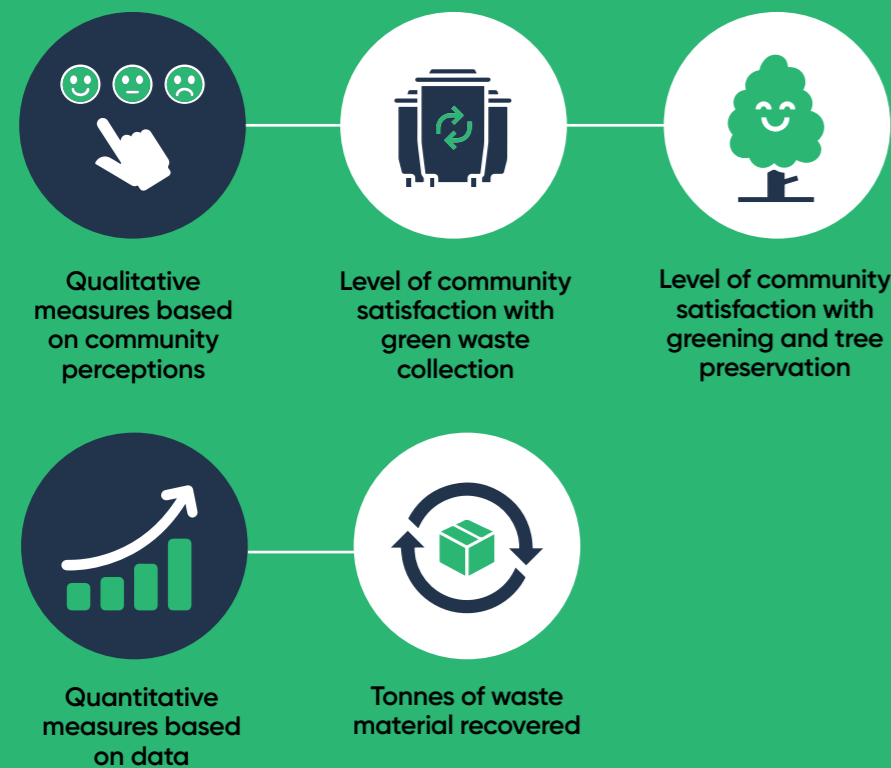 Qualitative
measures based
on community
perceptions
Level of community
satisfaction with
green waste
collection
Level of community
satisfaction with
greening and tree
preservation
Quantitative
measures based
on data
Tonnes of waste
material recovered